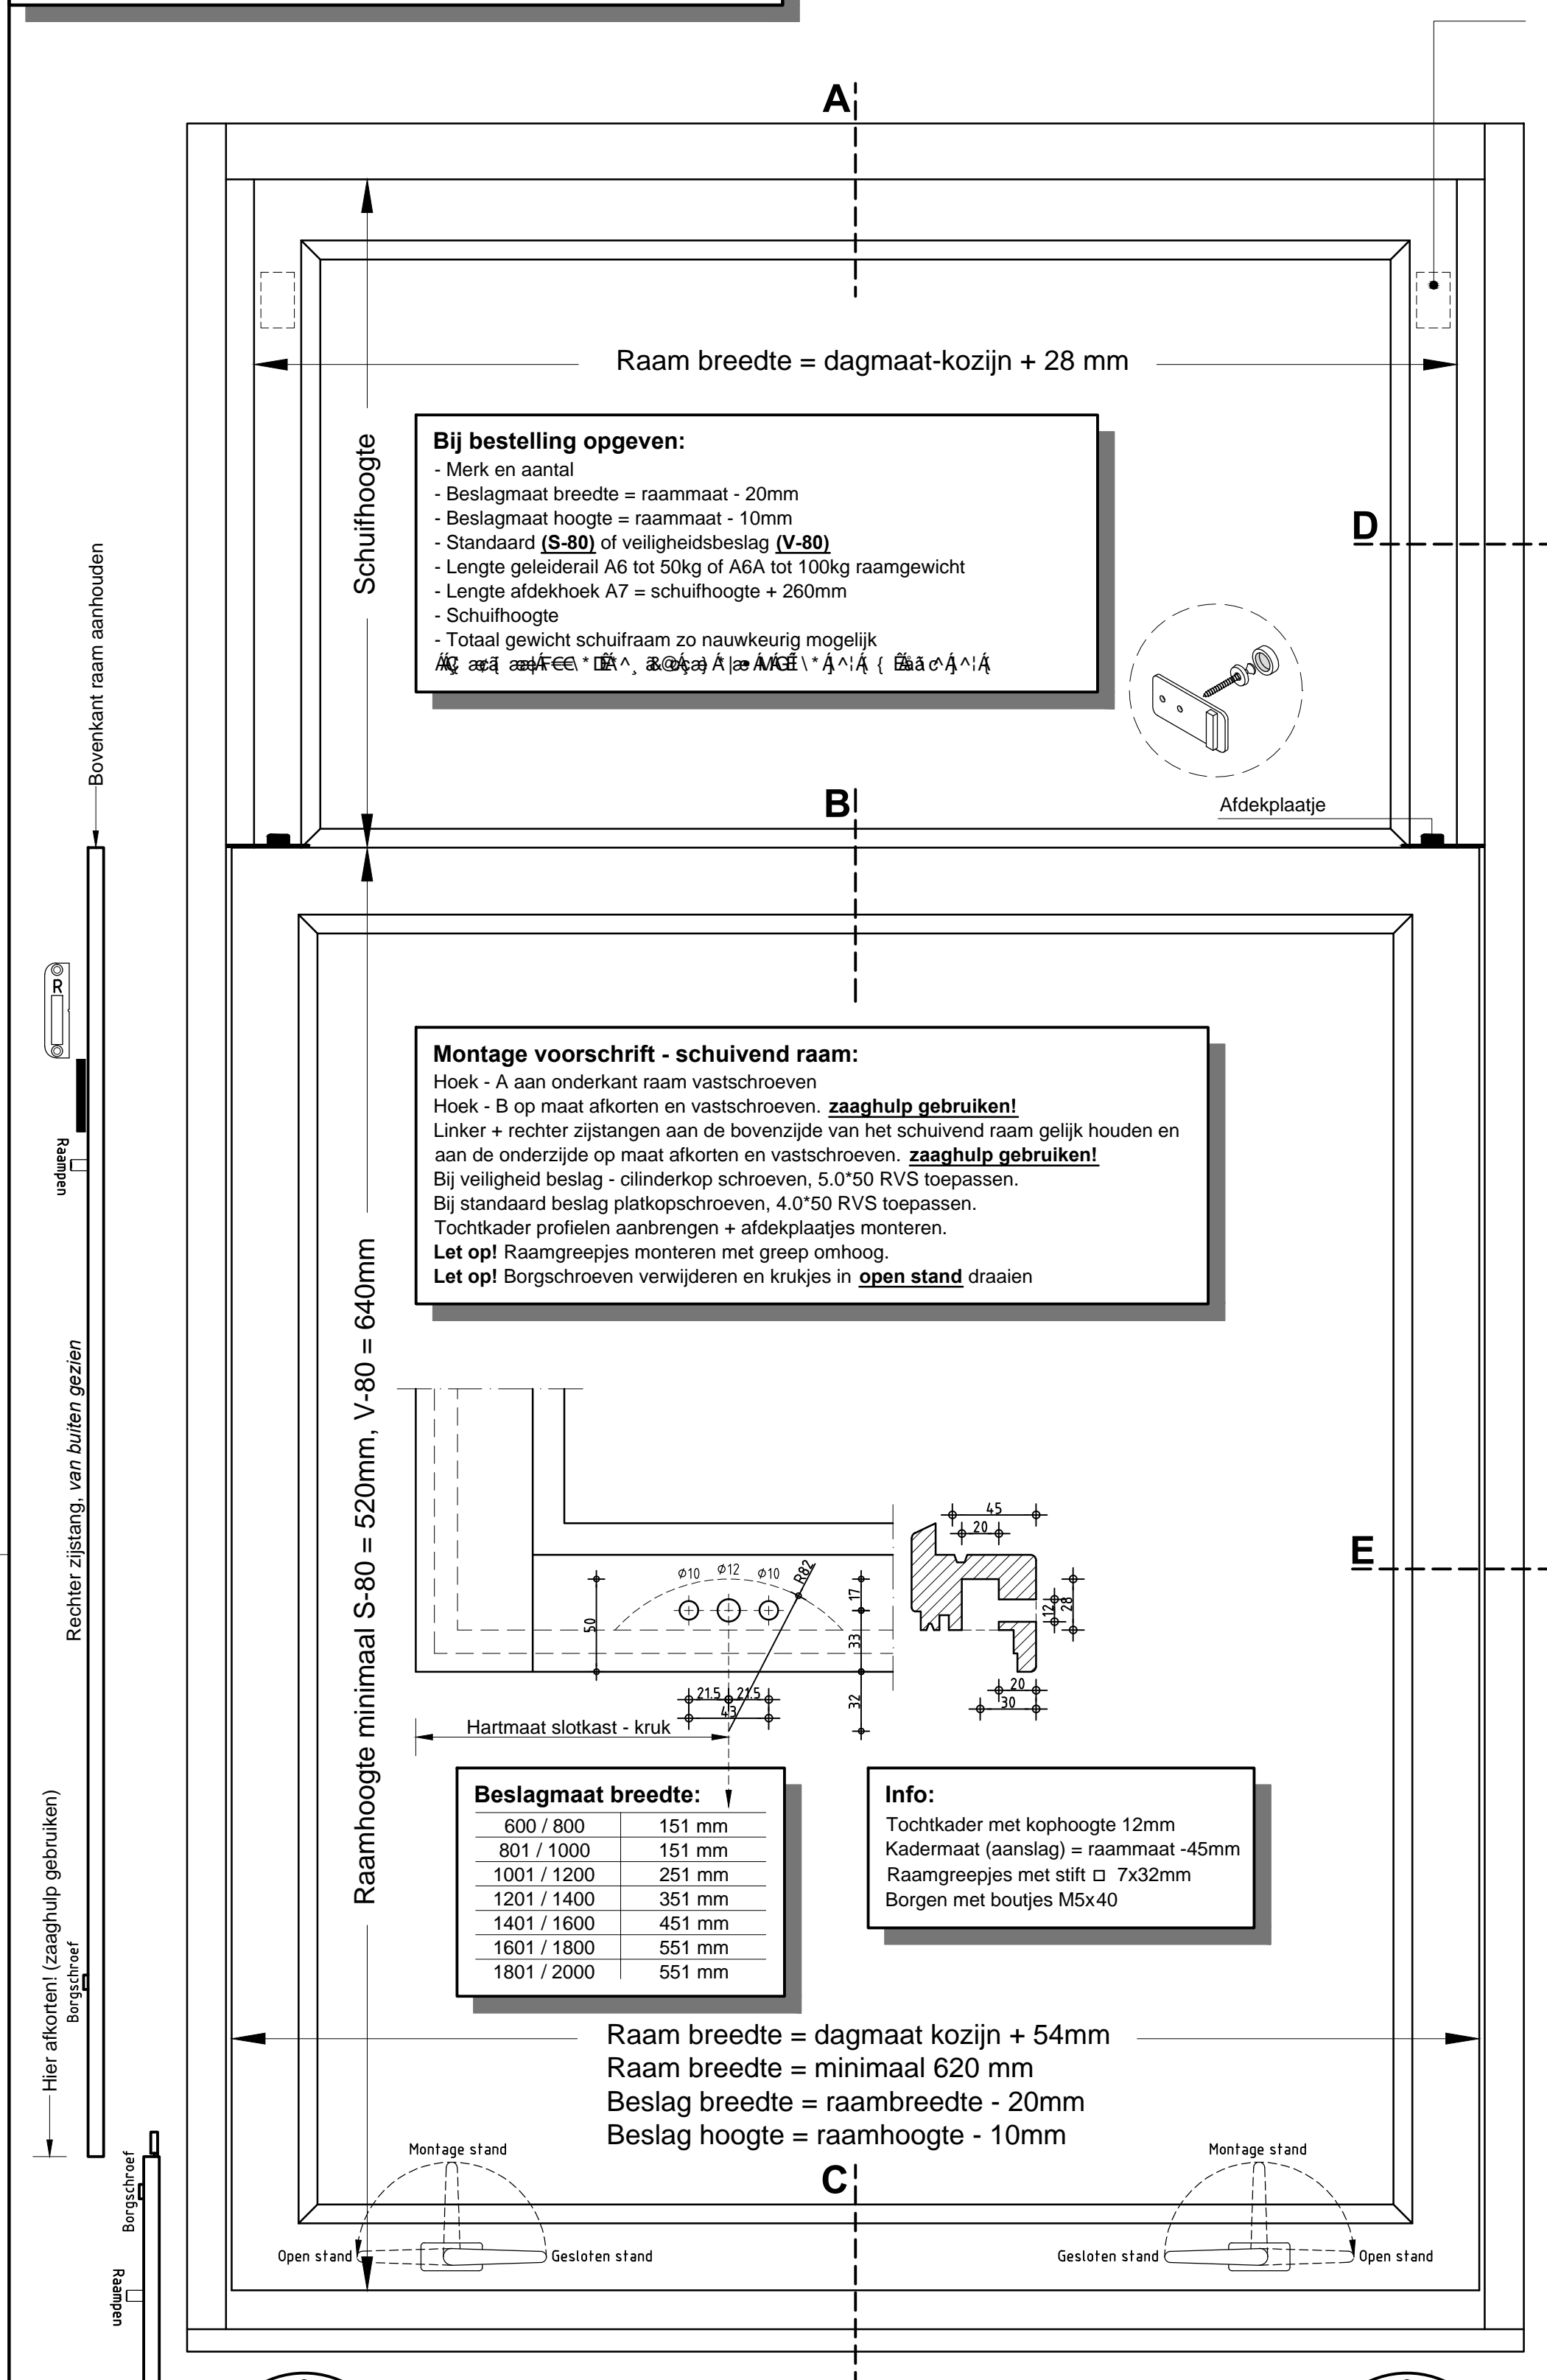 A
Raam breedte = dagmaat-kozijn + 28 mm
Schuifhoogte
Bij bestelling opgeven:
- Merk en aantal
- Beslagmaat breedte = raammaat - 20mm
- Beslagmaat hoogte = raammaat - 10mm
- Standaard (S-80) of veiligheidsbeslag (V-80)
- Lengte geleiderail A6 tot 50kg of A6A tot 100kg raamgewicht
- Lengte afdekhoek A7 = schuifhoogte + 260mm
- Schuifhoogte
- Totaal gewicht schuifraam zo nauwkeurig mogelijk
D
Bovenkant raam aanhouden
B
Afdekplaatje
R
Raampen
Montage voorschrift - schuivend raam:
Hoek - A aan onderkant raam vastschroeven
Hoek - B op maat afkorten en vastschroeven. zaaghulp gebruiken!
Linker + rechter zijstangen aan de bovenzijde van het schuivend raam gelijk houden en
aan de onderzijde op maat afkorten en vastschroeven. zaaghulp gebruiken!
Bij veiligheid beslag - cilinderkop schroeven, 5.0*50 RVS toepassen.
Bij standaard beslag platkopschroeven, 4.0*50 RVS toepassen.
Tochtkader profielen aanbrengen + afdekplaatjes monteren.
Let op! Raamgreepjes monteren met greep omhoog.
Let op! Borgschroeven verwijderen en krukjes in open stand draaien
Rechter zijstang, van buiten gezien
Raamhoogte minimaal S-80 = 520mm, V-80 = 640mm
E
45
20
ø10
ø12
ø10
R82
50
17
33
32
12
28
21.5
21.5
43
20
30
Hartmaat slotkast - kruk
Beslagmaat breedte:
600 / 800 151 mm
801 / 1000 151 mm
1001 / 1200 251 mm
1201 / 1400 351 mm
1401 / 1600 451 mm
1601 / 1800 551 mm
1801 / 2000 551 mm
Info:
Tochtkader met kophoogte 12mm
Kadermaat (aanslag) = raammaat -45mm
Raamgreepjes met stift □ 7x32mm
Borgen met boutjes M5x40
Hier afkorten! (zaaghulp gebruiken)
Borgschroef
Raam breedte = dagmaat kozijn + 54mm
Raam breedte = minimaal 620 mm
Beslag breedte = raambreedte - 20mm
Beslag hoogte = raamhoogte - 10mm
Montage stand
Montage stand
C
Open stand
Gesloten stand
Gesloten stand
Open stand
Borgschroef
Raampen